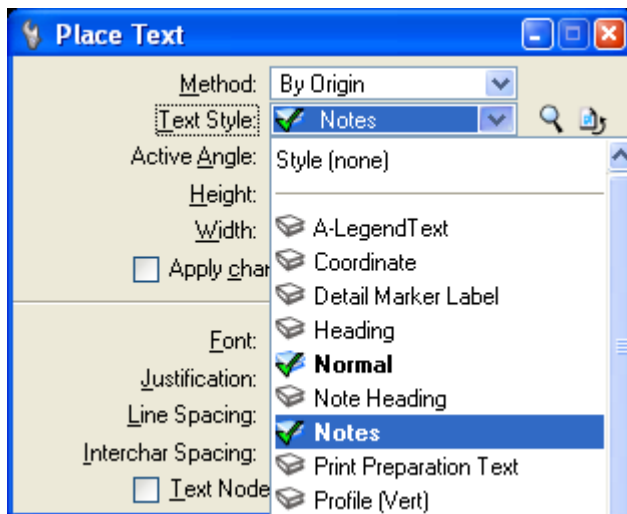 Place Text
Method: By Origin
Text Style: Notes
Active Angle: Style (none)
Height:
Width: A-LegendText
Apply char Coordinate
Detail Marker Label
Font: Heading
Normal
Justification: Note Heading
Line Spacing: Notes
Interchar Spacing: Print Preparation Text
Text Node Profile (Vert)